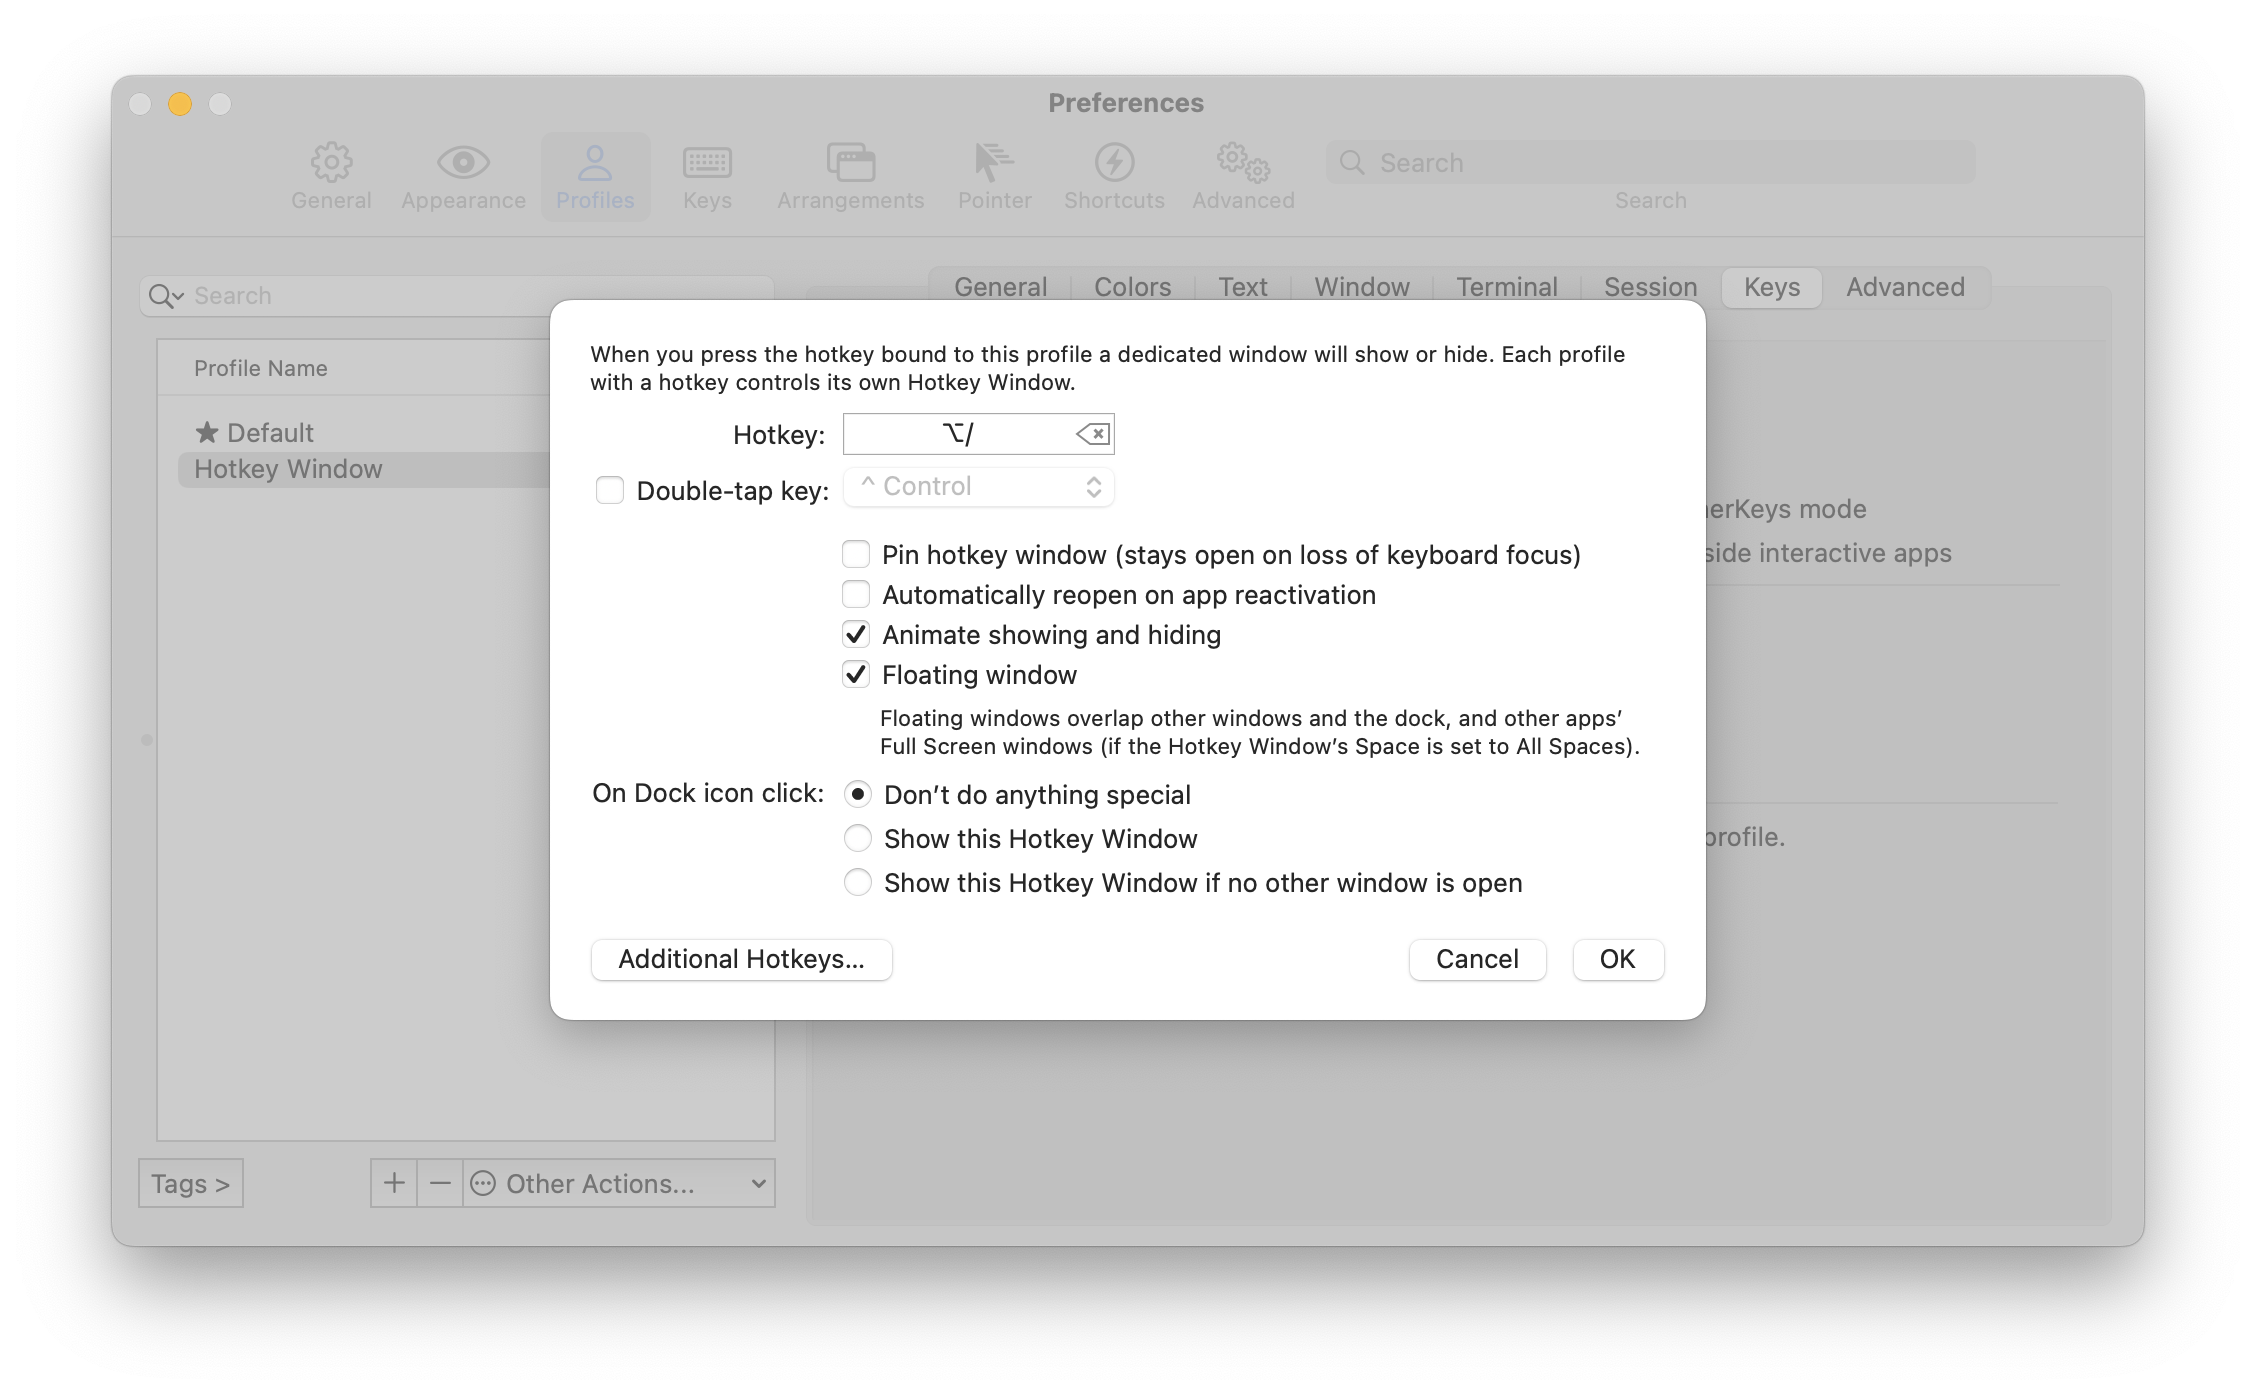 Preferences
General
Appearance
Profiles
Keys
Arrangements
Pointer
Shortcuts
Advanced
Search
Search
Search
General
Colors
Text
Window
Terminal
Session
Keys
Advanced
Profile Name
★ Default
Hotkey Window
When you press the hotkey bound to this profile a dedicated window will show or hide. Each profile
with a hotkey controls its own Hotkey Window.
Hotkey: ⌥/
Double-tap key: ^ Control
Pin hotkey window (stays open on loss of keyboard focus)
Automatically reopen on app reactivation
Animate showing and hiding
Floating window
Floating windows overlap other windows and the dock, and other apps’
Full Screen windows (if the Hotkey Window’s Space is set to All Spaces).
On Dock icon click: Don’t do anything special
Show this Hotkey Window
Show this Hotkey Window if no other window is open
Additional Hotkeys...
Cancel
OK
mode
interactive apps
profile.
Tags >
+
−
Other Actions...